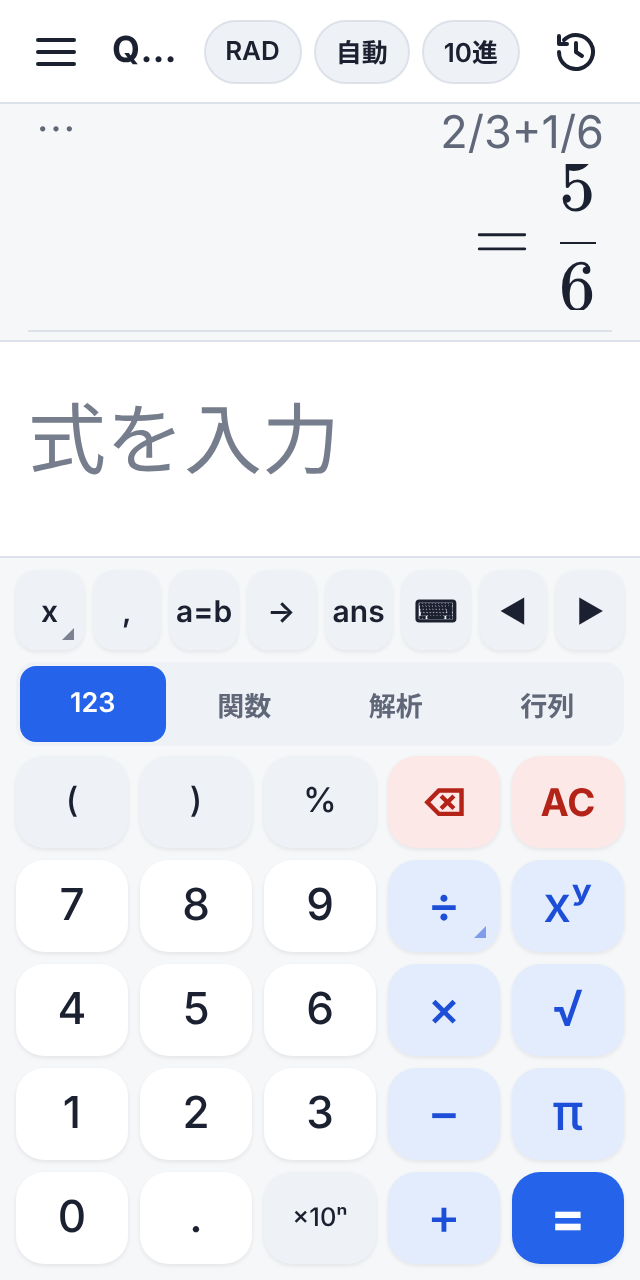 Q...
RAD
自動
10進
...
2/3+1/6
= 5/6
式を入力
x
,
a=b
→
ans
⌨
◀
▶
123
関数
解析
行列
(
)
%
⌫
AC
7
8
9
÷
xʸ
4
5
6
×
√
1
2
3
−
π
0
.
×10ⁿ
+
=